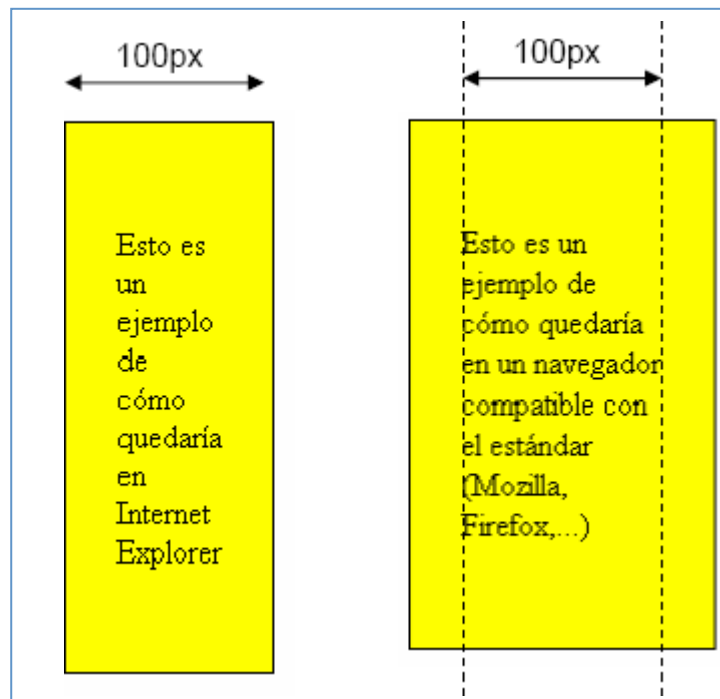 100px
Esto es
un
ejemplo
de
cómo
quedaría
en
Internet
Explorer
100px
Esto es un
ejemplo de
cómo quedaría
en un navegador
compatible con
el estándar
(Mozilla,
Firefox,...)